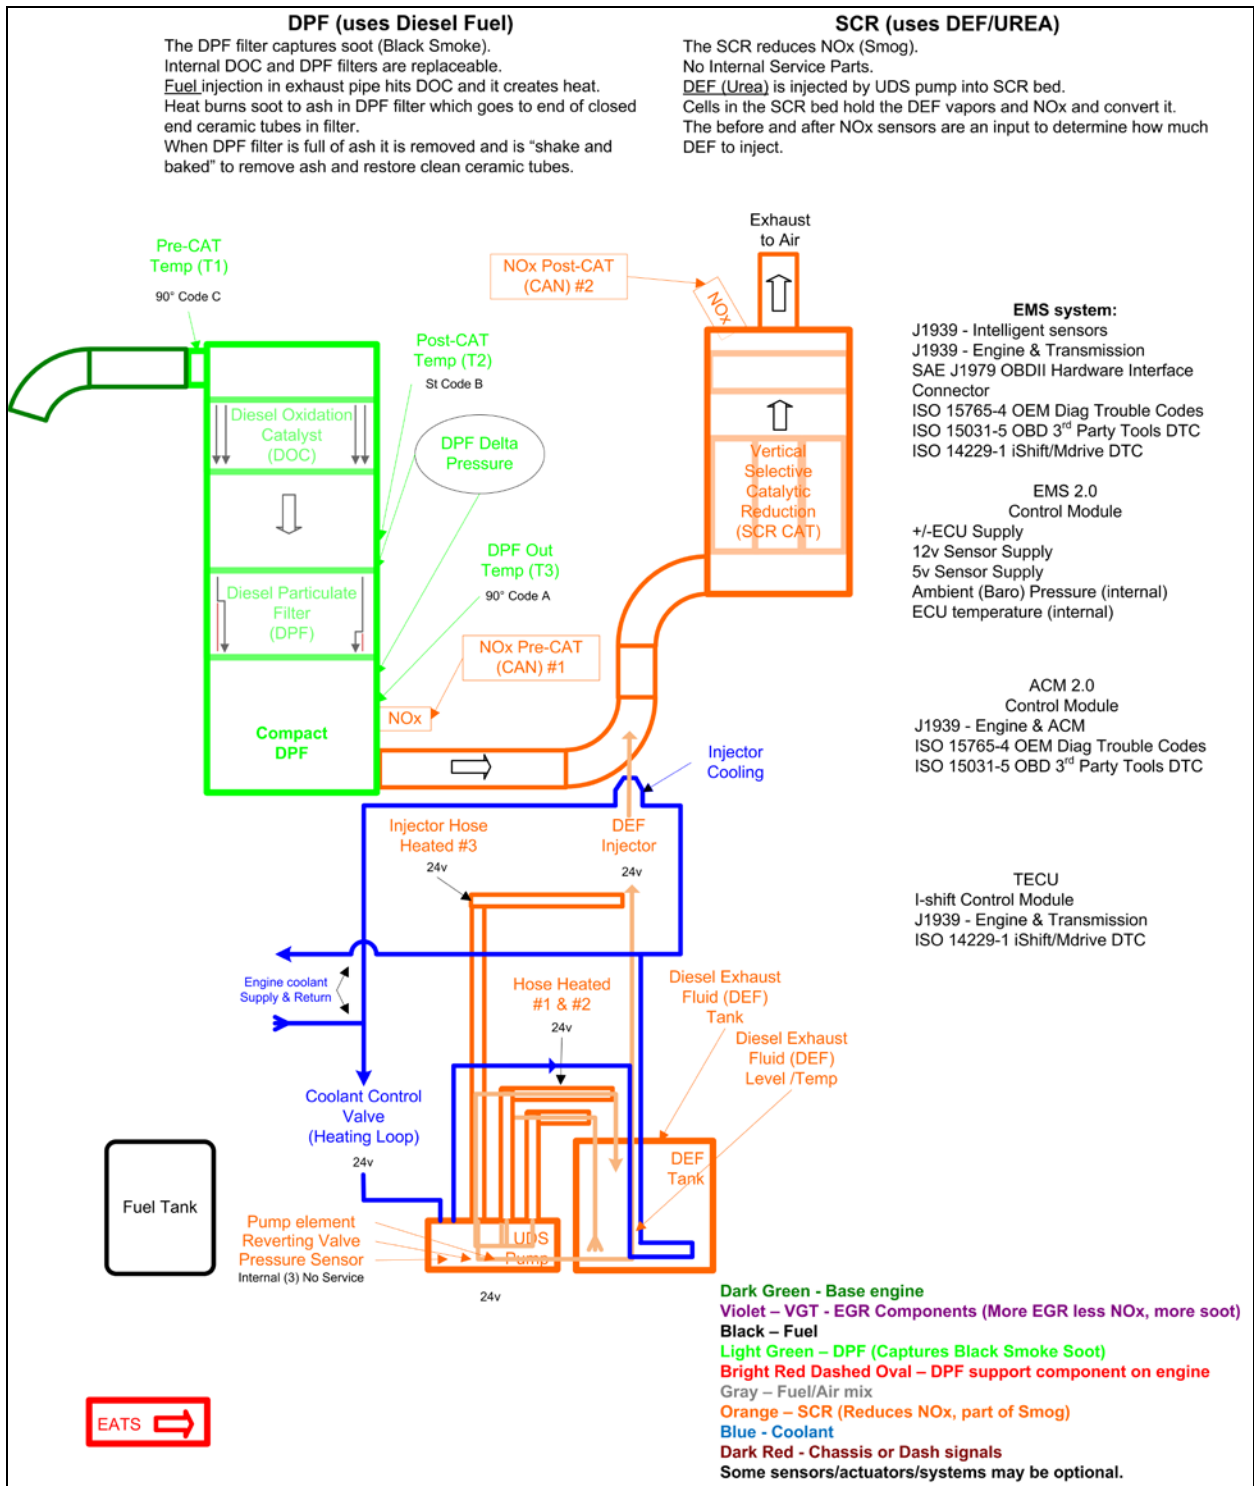 DPF (uses Diesel Fuel)
The DPF filter captures soot (Black Smoke).
Internal DOC and DPF filters are replaceable.
Fuel injection in exhaust pipe hits DOC and it creates heat.
Heat burns soot to ash in DPF filter which goes to end of closed
end ceramic tubes in filter.
When DPF filter is full of ash it is removed and is “shake and
baked” to remove ash and restore clean ceramic tubes.
SCR (uses DEF/UREA)
The SCR reduces NOx (Smog).
No Internal Service Parts.
DEF (Urea) is injected by UDS pump into SCR bed.
Cells in the SCR bed hold the DEF vapors and NOx and convert it.
The before and after NOx sensors are an input to determine how much
DEF to inject.
Pre-CAT
Temp (T1)
90° Code C
Post-CAT
Temp (T2)
St Code B
Diesel Oxidation
Catalyst
(DOC)
DPF Delta
Pressure
DPF Out
Temp (T3)
90° Code A
Diesel Particulate
Filter
(DPF)
NOx Pre-CAT
(CAN) #1
NOx
Compact
DPF
Exhaust
to Air
NOx Post-CAT
(CAN) #2
NOx
Vertical
Selective
Catalytic
Reduction
(SCR CAT)
EMS system:
J1939 - Intelligent sensors
J1939 - Engine & Transmission
SAE J1979 OBDII Hardware Interface
Connector
ISO 15765-4 OEM Diag Trouble Codes
ISO 15031-5 OBD 3rd Party Tools DTC
ISO 14229-1 iShift/Mdrive DTC
EMS 2.0
Control Module
+/-ECU Supply
12v Sensor Supply
5v Sensor Supply
Ambient (Baro) Pressure (internal)
ECU temperature (internal)
ACM 2.0
Control Module
J1939 - Engine & ACM
ISO 15765-4 OEM Diag Trouble Codes
ISO 15031-5 OBD 3rd Party Tools DTC
TECU
I-shift Control Module
J1939 - Engine & Transmission
ISO 14229-1 iShift/Mdrive DTC
Injector
Cooling
Injector Hose
Heated #3
24v
DEF
Injector
24v
Engine coolant
Supply & Return
Hose Heated
#1 & #2
24v
Diesel Exhaust
Fluid (DEF)
Tank
Diesel Exhaust
Fluid (DEF)
Level /Temp
Coolant Control
Valve
(Heating Loop)
24v
DEF
Tank
Fuel Tank
Pump element
Reverting Valve
Pressure Sensor
Internal (3) No Service
UDS
Pump
24v
EATS
Dark Green - Base engine
Violet – VGT - EGR Components (More EGR less NOx, more soot)
Black – Fuel
Light Green – DPF (Captures Black Smoke Soot)
Bright Red Dashed Oval – DPF support component on engine
Gray – Fuel/Air mix
Orange – SCR (Reduces NOx, part of Smog)
Blue - Coolant
Dark Red - Chassis or Dash signals
Some sensors/actuators/systems may be optional.